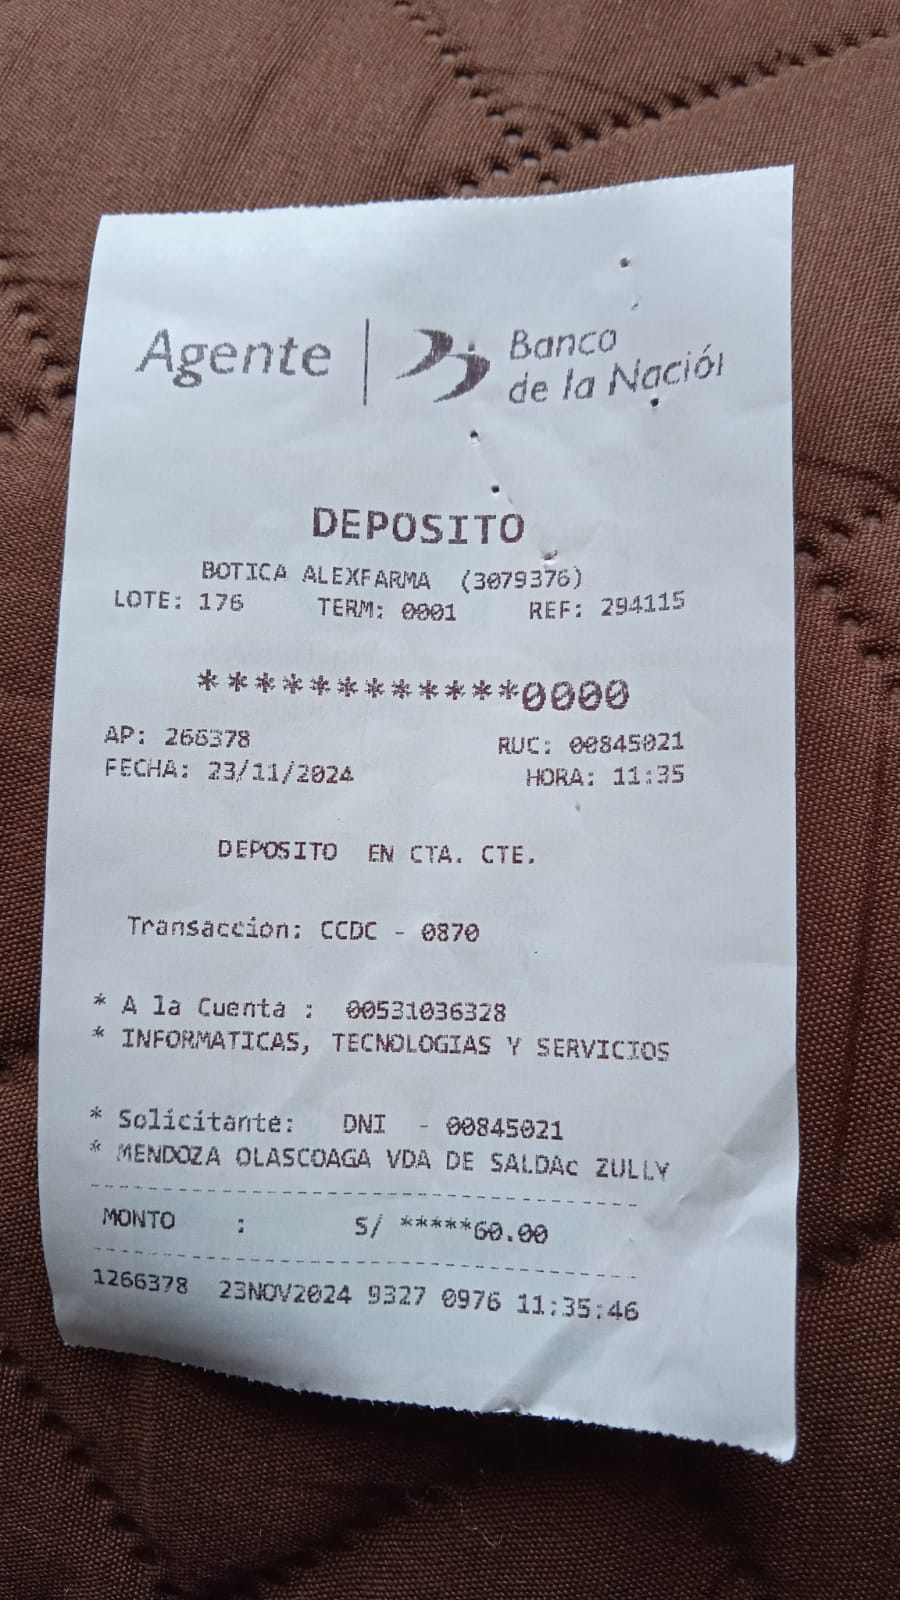 Agente | Banco
de la Nación
DEPOSITO
BOTICA ALEXFARMA (3079376)
LOTE: 176 TERM: 0001 REF: 294115
************0000
AP: 266378 RUC: 00845021
FECHA: 23/11/2024 HORA: 11:35
DEPOSITO EN CTA. CTE.
Transaccion: CCDC - 0870
* A la Cuenta : 00531036328
* INFORMATICAS, TECNOLOGIAS Y SERVICIOS
* Solicitante: DNI - 00845021
* MENDOZA OLASCOAGA VDA DE SALDAc ZULLY
MONTO : S/ *****60.00
1266378 23NOV2024 9327 0976 11:35:46